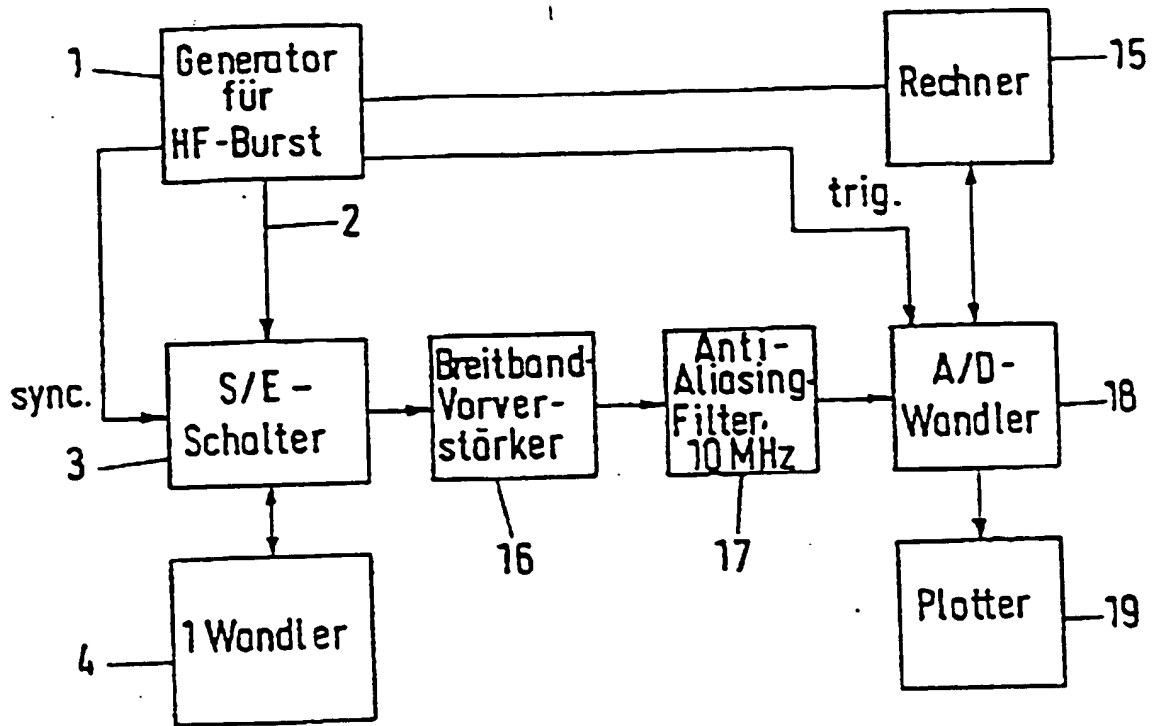 1
Generator
für
HF-Burst
Rechner
15
2
trig.
sync.
S/E-
Schalter
3
Breitband-
Vorver-
stärker
16
Anti-
Aliasing-
Filter,
10 MHz
17
A/D-
Wandler
18
1 Wandler
4
Plotter
19